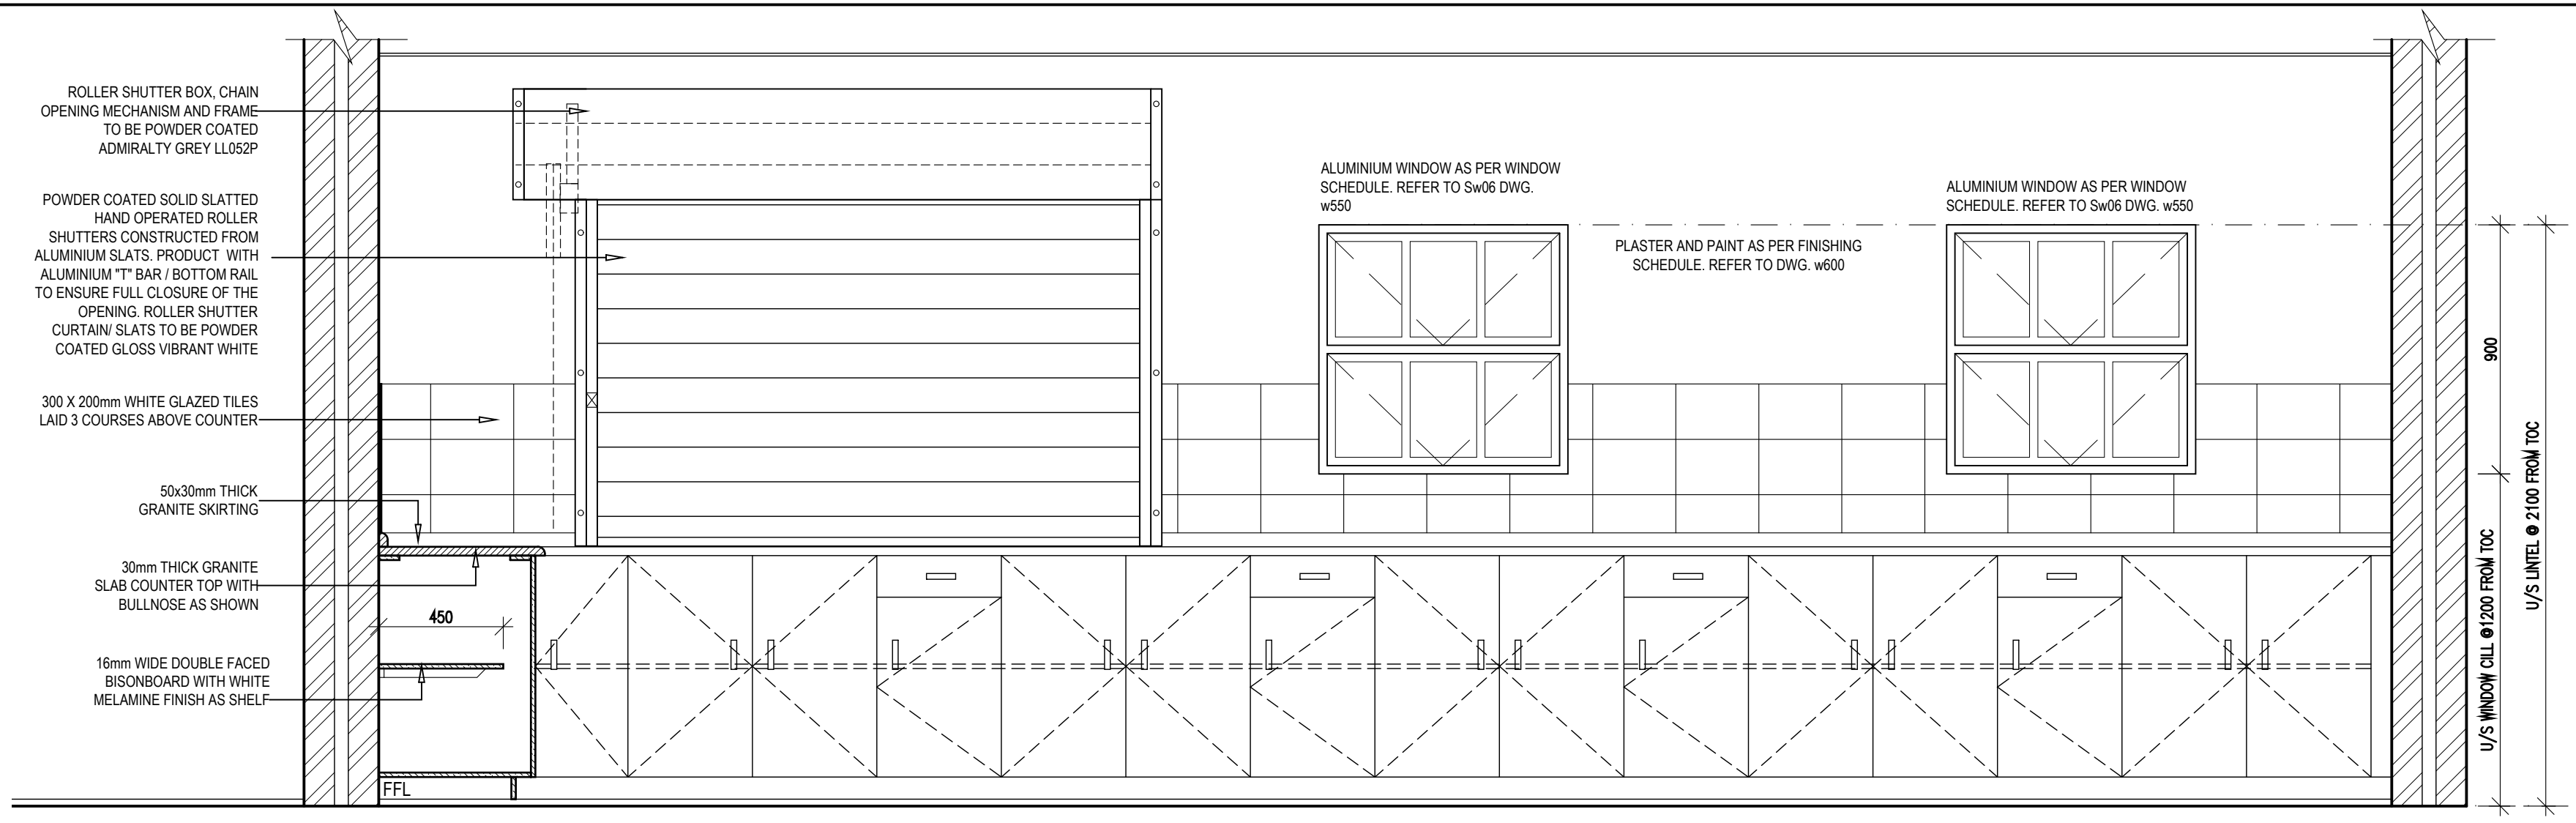 ROLLER SHUTTER BOX, CHAIN
OPENING MECHANISM AND FRAME
TO BE POWDER COATED
ADMIRALTY GREY LL052P
POWDER COATED SOLID SLATTED
HAND OPERATED ROLLER
SHUTTERS CONSTRUCTED FROM
ALUMINIUM SLATS. PRODUCT WITH
ALUMINIUM "T" BAR / BOTTOM RAIL
TO ENSURE FULL CLOSURE OF THE
OPENING. ROLLER SHUTTER
CURTAIN/ SLATS TO BE POWDER
COATED GLOSS VIBRANT WHITE
300 X 200mm WHITE GLAZED TILES
LAID 3 COURSES ABOVE COUNTER
50x30mm THICK
GRANITE SKIRTING
30mm THICK GRANITE
SLAB COUNTER TOP WITH
BULLNOSE AS SHOWN
16mm WIDE DOUBLE FACED
BISONBOARD WITH WHITE
MELAMINE FINISH AS SHELF
450
FFL
ALUMINIUM WINDOW AS PER WINDOW
SCHEDULE. REFER TO Sw06 DWG.
w550
PLASTER AND PAINT AS PER FINISHING
SCHEDULE. REFER TO DWG. w600
ALUMINIUM WINDOW AS PER WINDOW
SCHEDULE. REFER TO Sw06 DWG. w550
900
U/S WINDOW CILL @1200 FROM TOC
U/S LINTEL @ 2100 FROM TOC